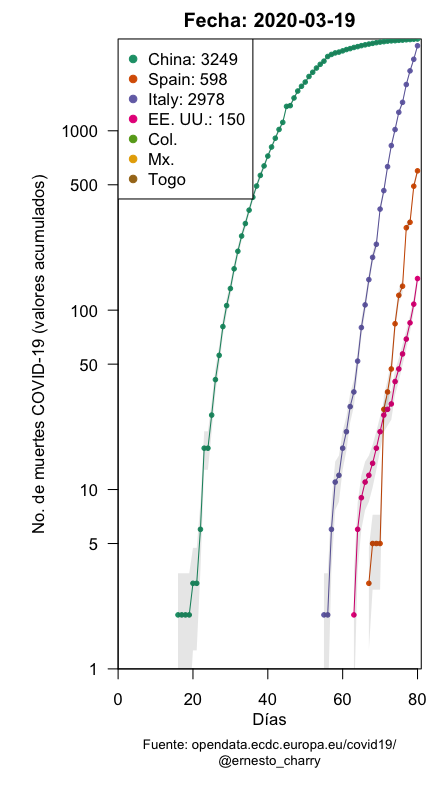 Fecha: 2020-03-19
China: 3249
Spain: 598
Italy: 2978
EE. UU.: 150
Col.
Mx.
Togo
No. de muertes COVID-19 (valores acumulados)
1000
500
100
50
10
5
1
0 20 40 60 80
Días
Fuente: opendata.ecdc.europa.eu/covid19/
@ernesto_charry